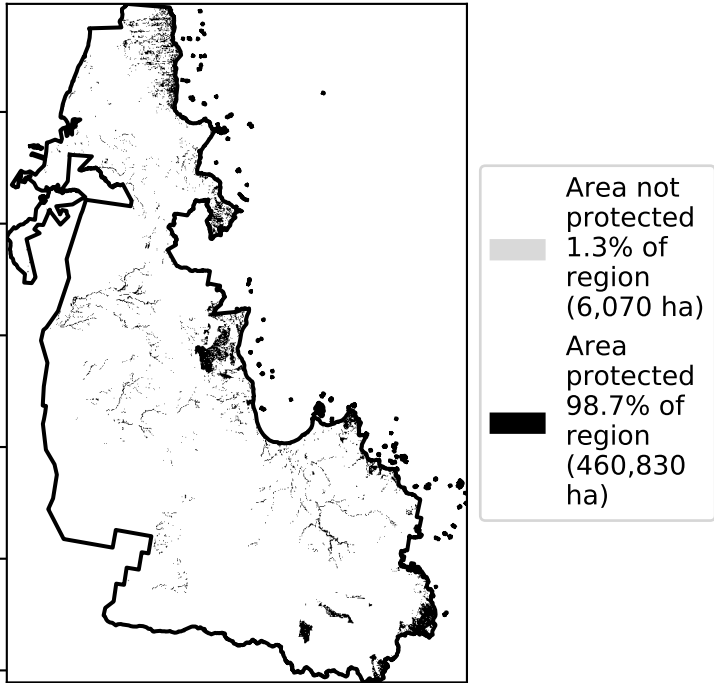 Area not
protected
1.3% of
region
(6,070 ha)
Area
protected
98.7% of
region
(460,830
ha)